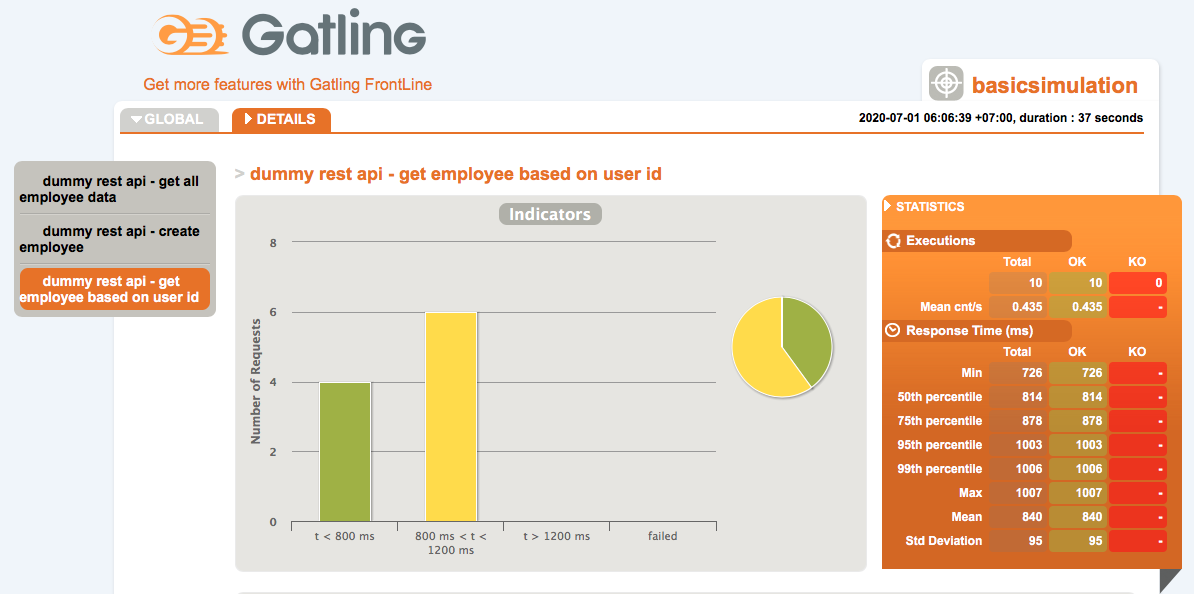 Gatling
Get more features with Gatling FrontLine
basicsimulation
GLOBAL
DETAILS
2020-07-01 06:06:39 +07:00, duration : 37 seconds
dummy rest api - get all
employee data
dummy rest api - create
employee
dummy rest api - get
employee based on user id
> dummy rest api - get employee based on user id
Indicators
8
6
4
2
0
Number of Requests
t < 800 ms
800 ms < t <
1200 ms
t > 1200 ms
failed
STATISTICS
Executions
Total OK KO
10 10 0
Mean cnt/s 0.435 0.435 -
Response Time (ms)
Total OK KO
Min 726 726 -
50th percentile 814 814 -
75th percentile 878 878 -
95th percentile 1003 1003 -
99th percentile 1006 1006 -
Max 1007 1007 -
Mean 840 840 -
Std Deviation 95 95 -